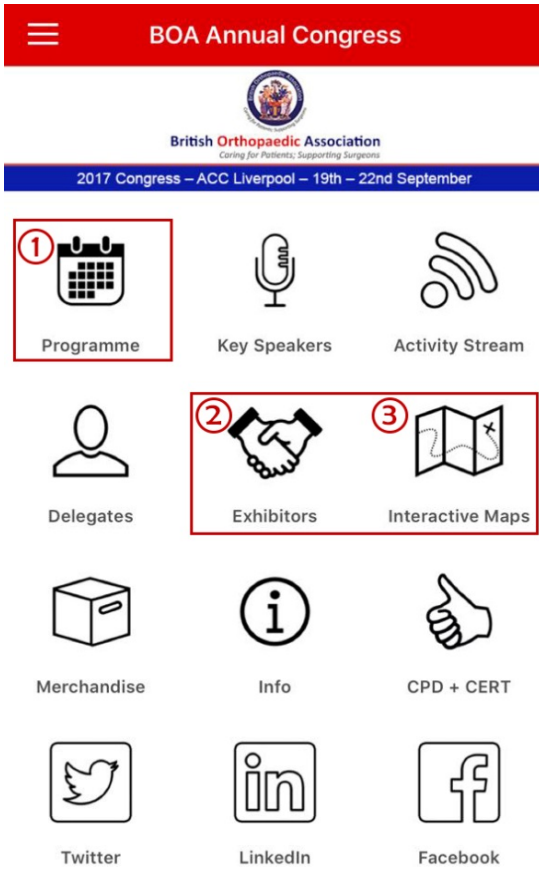 BOA Annual Congress
British Orthopaedic Association
Caring for Patients; Supporting Surgeons
2017 Congress – ACC Liverpool – 19th – 22nd September
①
Programme
Key Speakers
Activity Stream
Delegates
②
Exhibitors
③
Interactive Maps
Merchandise
i
Info
CPD + CERT
Twitter
in
LinkedIn
f
Facebook